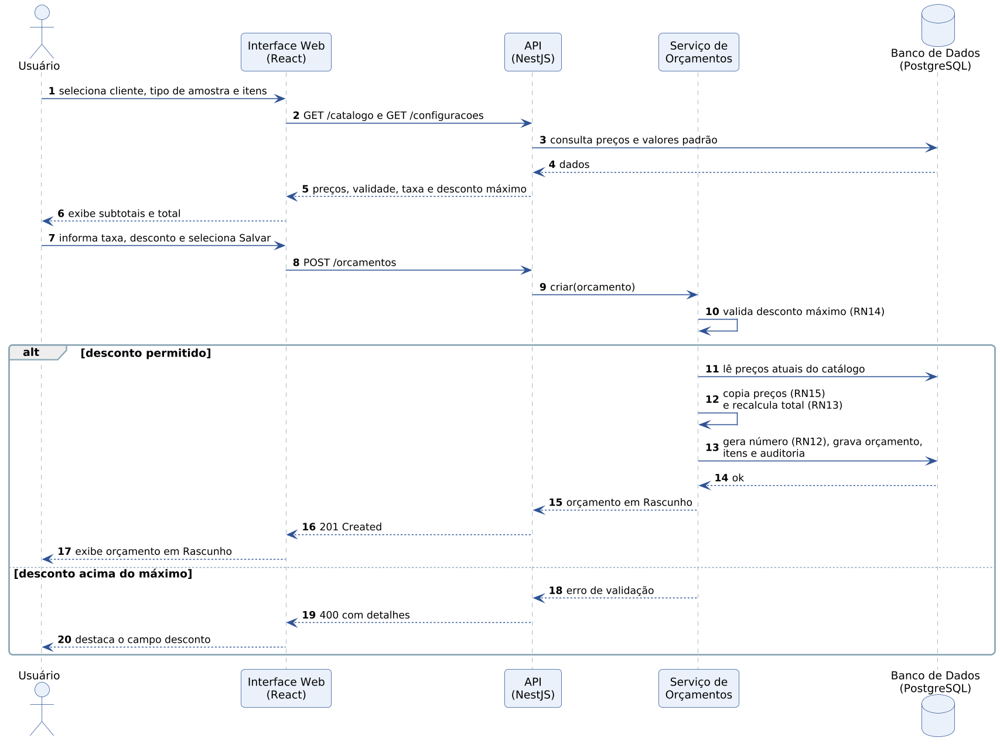 Usuário
Interface Web
(React)
API
(NestJS)
Serviço de
Orçamentos
Banco de Dados
(PostgreSQL)
1 seleciona cliente, tipo de amostra e itens
2 GET /catalogo e GET /configuracoes
3 consulta preços e valores padrão
4 dados
5 preços, validade, taxa e desconto máximo
6 exibe subtotais e total
7 informa taxa, desconto e seleciona Salvar
8 POST /orcamentos
9 criar(orcamento)
10 valida desconto máximo (RN14)
alt [desconto permitido]
11 lê preços atuais do catálogo
12 copia preços (RN15)
e recalcula total (RN13)
13 gera número (RN12), grava orçamento,
itens e auditoria
14 ok
15 orçamento em Rascunho
16 201 Created
17 exibe orçamento em Rascunho
[desconto acima do máximo]
18 erro de validação
19 400 com detalhes
20 destaca o campo desconto
Usuário
Interface Web
(React)
API
(NestJS)
Serviço de
Orçamentos
Banco de Dados
(PostgreSQL)